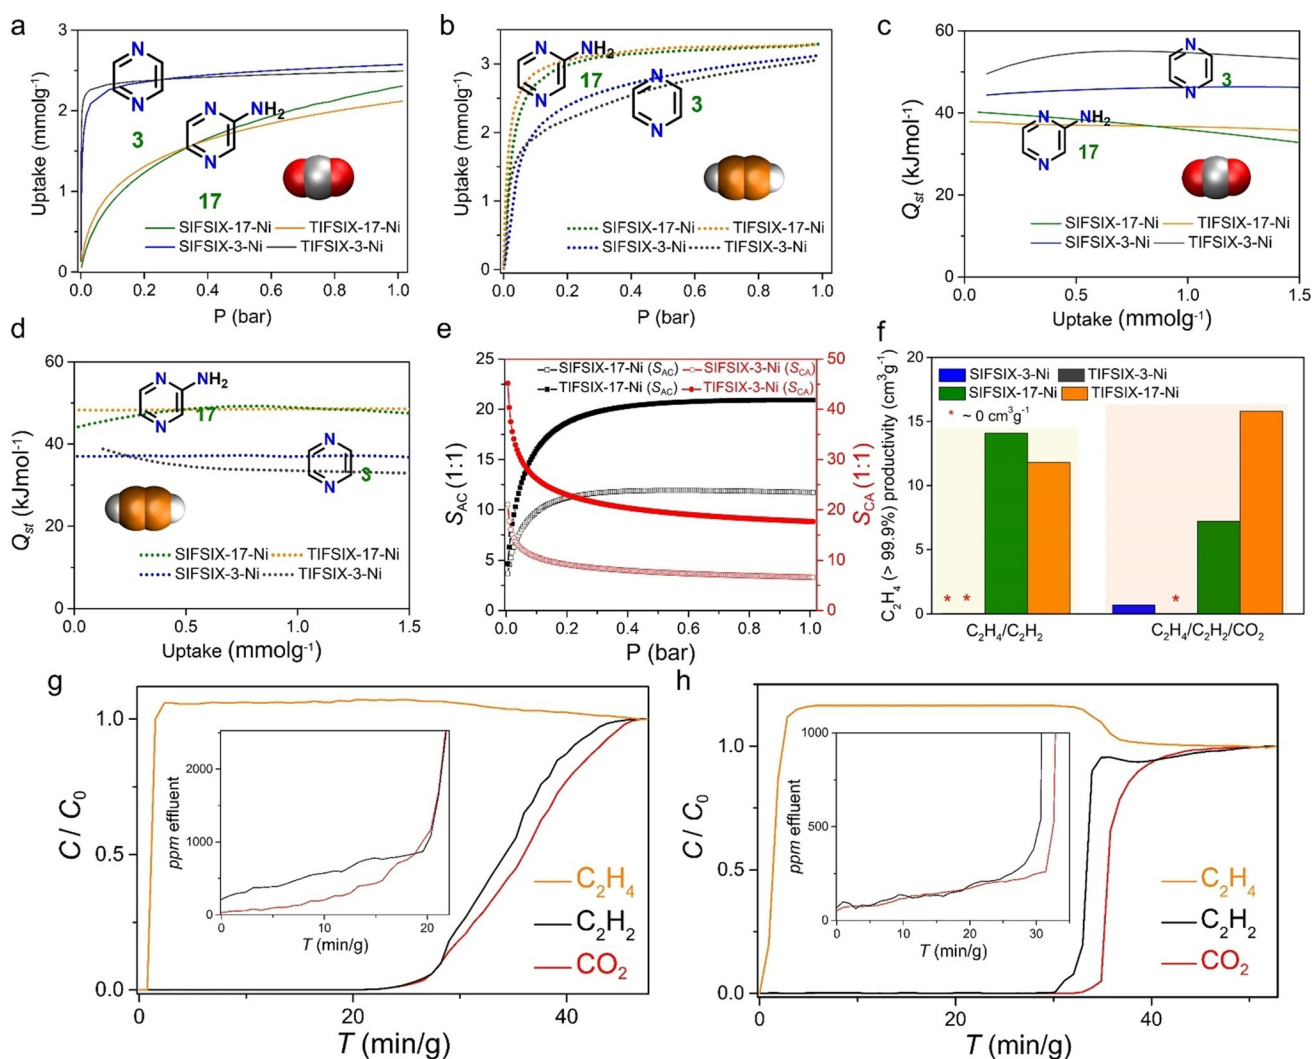 a
Uptake (mmolg⁻¹)
3
2
1
0
N
N
3
N
NH₂
N
17
SIFSIX-17-Ni
TIFSIX-17-Ni
SIFSIX-3-Ni
TIFSIX-3-Ni
0.0 0.2 0.4 0.6 0.8 1.0
P (bar)
b
Uptake (mmolg⁻¹)
3
2
1
0
N
NH₂
N
17
N
N
3
SIFSIX-17-Ni
TIFSIX-17-Ni
SIFSIX-3-Ni
TIFSIX-3-Ni
0.0 0.2 0.4 0.6 0.8 1.0
P (bar)
c
Qst (kJmol⁻¹)
60
40
20
0
N
N
3
N
NH₂
N
17
SIFSIX-17-Ni
TIFSIX-17-Ni
SIFSIX-3-Ni
TIFSIX-3-Ni
0.0 0.5 1.0 1.5
Uptake (mmolg⁻¹)
d
Qst (kJmol⁻¹)
60
40
20
0
N
NH₂
N
17
N
N
3
SIFSIX-17-Ni
TIFSIX-17-Ni
SIFSIX-3-Ni
TIFSIX-3-Ni
0.0 0.5 1.0 1.5
Uptake (mmolg⁻¹)
e
S_AC (1:1)
25
20
15
10
5
0
SIFSIX-17-Ni (S_AC)
SIFSIX-3-Ni (S_CA)
TIFSIX-17-Ni (S_AC)
TIFSIX-3-Ni (S_CA)
50
40
30
20
10
0
S_CA (1:1)
0.0 0.2 0.4 0.6 0.8 1.0
P (bar)
f
C₂H₄ (> 99.9%) productivity (cm³g⁻¹)
20
15
10
5
0
SIFSIX-3-Ni
TIFSIX-3-Ni
SIFSIX-17-Ni
TIFSIX-17-Ni
* ~ 0 cm³g⁻¹
* *
*
C₂H₄/C₂H₂
C₂H₄/C₂H₂/CO₂
g
C / C₀
1.0
0.5
0.0
ppm effluent
2000
1000
0
0 10 20
T (min/g)
C₂H₄
C₂H₂
CO₂
0 20 40
T (min/g)
h
C / C₀
1.0
0.5
0.0
ppm effluent
1000
500
0
0 10 20 30
T (min/g)
C₂H₄
C₂H₂
CO₂
0 20 40
T (min/g)